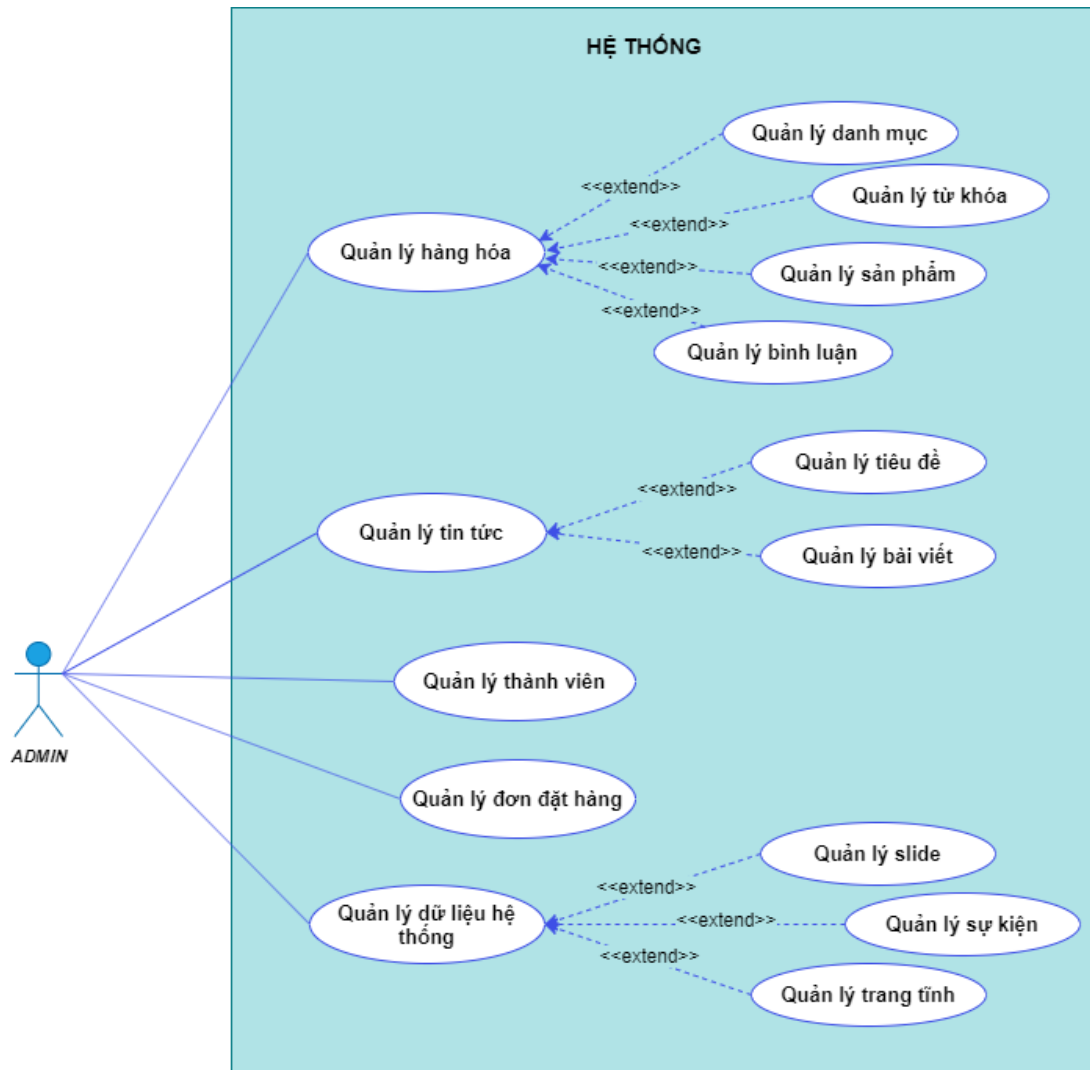 HỆ THỐNG
Quản lý danh mục
<<extend>>
Quản lý từ khóa
<<extend>>
Quản lý hàng hóa
<<extend>>
Quản lý sản phẩm
<<extend>>
Quản lý bình luận
Quản lý tiêu đề
<<extend>>
Quản lý tin tức
<<extend>>
Quản lý bài viết
Quản lý thành viên
ADMIN
Quản lý đơn đặt hàng
Quản lý slide
<<extend>>
Quản lý dữ liệu hệ
thống
<<extend>>
Quản lý sự kiện
<<extend>>
Quản lý trang tĩnh